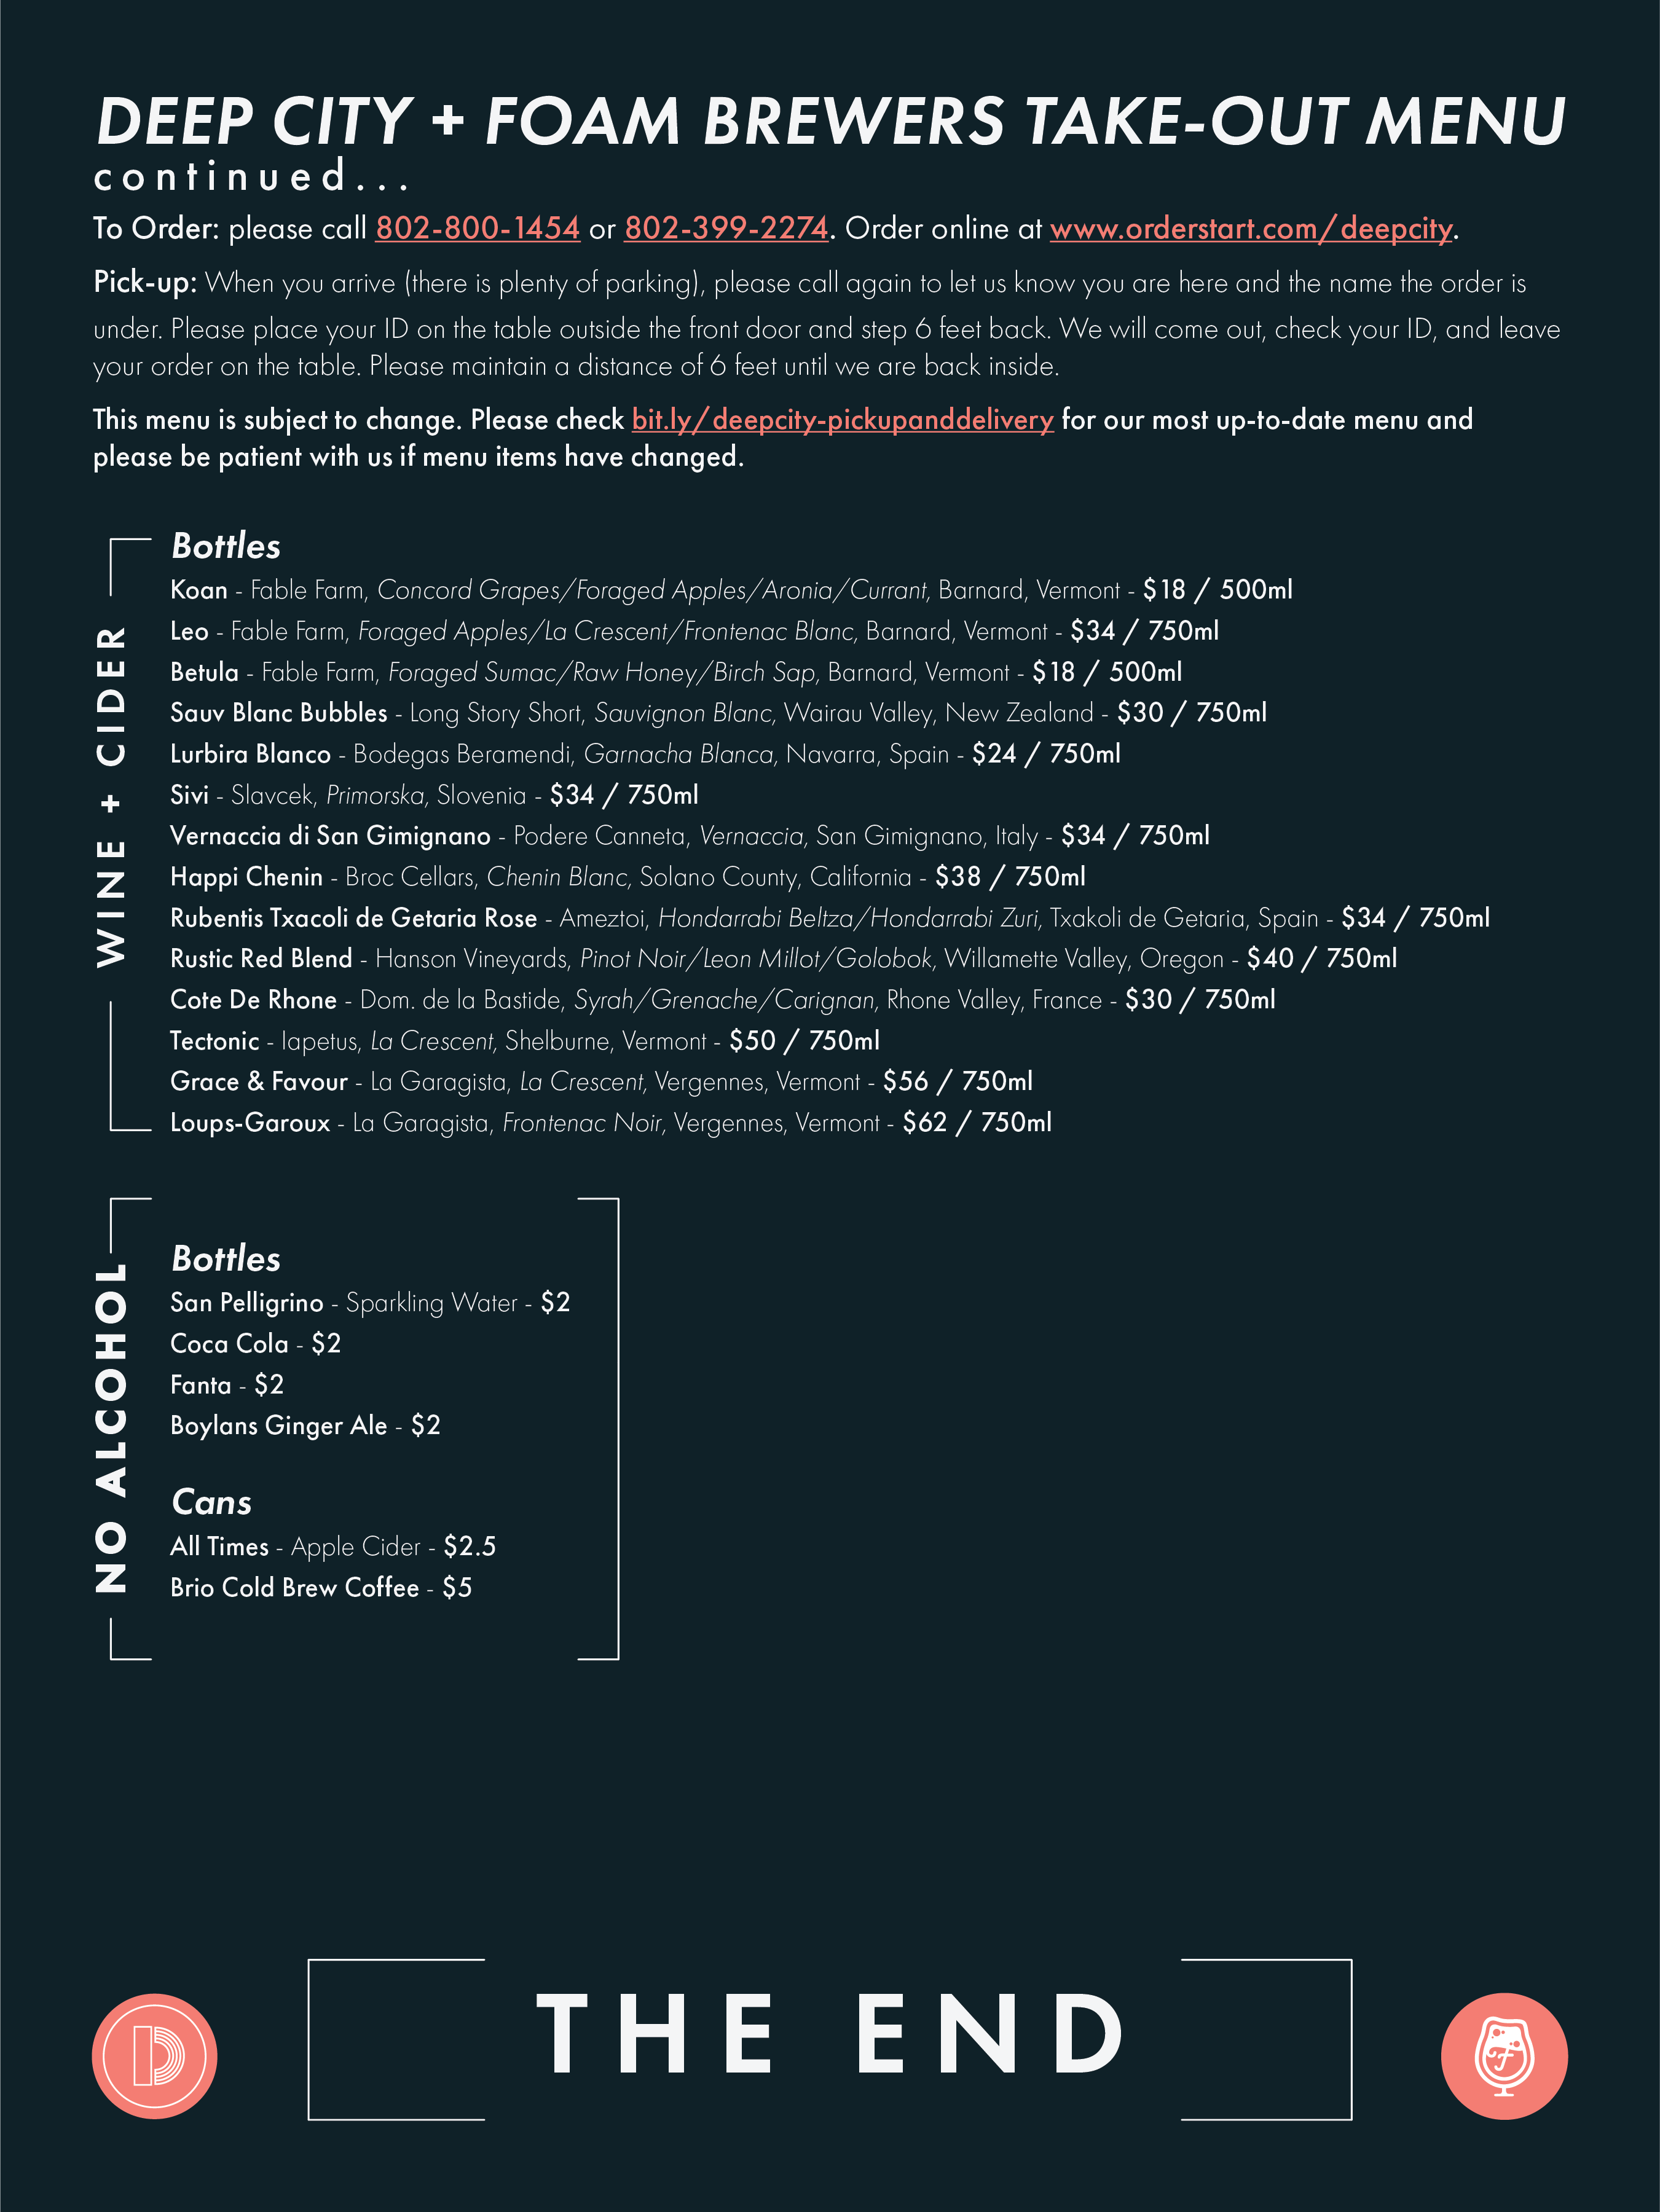 DEEP CITY + FOAM BREWERS TAKE-OUT MENU
continued...
To Order: please call 802-800-1454 or 802-399-2274. Order online at www.orderstart.com/deepcity.
Pick-up: When you arrive (there is plenty of parking), please call again to let us know you are here and the name the order is
under. Please place your ID on the table outside the front door and step 6 feet back. We will come out, check your ID, and leave
your order on the table. Please maintain a distance of 6 feet until we are back inside.
This menu is subject to change. Please check bit.ly/deepcity-pickupanddelivery for our most up-to-date menu and
please be patient with us if menu items have changed.
WINE + CIDER
Bottles
Koan - Fable Farm, Concord Grapes/Foraged Apples/Aronia/Currant, Barnard, Vermont - $18 / 500ml
Leo - Fable Farm, Foraged Apples/La Crescent/Frontenac Blanc, Barnard, Vermont - $34 / 750ml
Betula - Fable Farm, Foraged Sumac/Raw Honey/Birch Sap, Barnard, Vermont - $18 / 500ml
Sauv Blanc Bubbles - Long Story Short, Sauvignon Blanc, Wairau Valley, New Zealand - $30 / 750ml
Lurbira Blanco - Bodegas Beramendi, Garnacha Blanca, Navarra, Spain - $24 / 750ml
Sivi - Slavcek, Primorska, Slovenia - $34 / 750ml
Vernaccia di San Gimignano - Podere Canneta, Vernaccia, San Gimignano, Italy - $34 / 750ml
Happi Chenin - Broc Cellars, Chenin Blanc, Solano County, California - $38 / 750ml
Rubentis Txacoli de Getaria Rose - Ameztoi, Hondarrabi Beltza/Hondarrabi Zuri, Txakoli de Getaria, Spain - $34 / 750ml
Rustic Red Blend - Hanson Vineyards, Pinot Noir/Leon Millot/Golobok, Willamette Valley, Oregon - $40 / 750ml
Cote De Rhone - Dom. de la Bastide, Syrah/Grenache/Carignan, Rhone Valley, France - $30 / 750ml
Tectonic - Iapetus, La Crescent, Shelburne, Vermont - $50 / 750ml
Grace & Favour - La Garagista, La Crescent, Vergennes, Vermont - $56 / 750ml
Loups-Garoux - La Garagista, Frontenac Noir, Vergennes, Vermont - $62 / 750ml
NO ALCOHOL
Bottles
San Pelligrino - Sparkling Water - $2
Coca Cola - $2
Fanta - $2
Boylans Ginger Ale - $2
Cans
All Times - Apple Cider - $2.5
Brio Cold Brew Coffee - $5
THE END
D
F